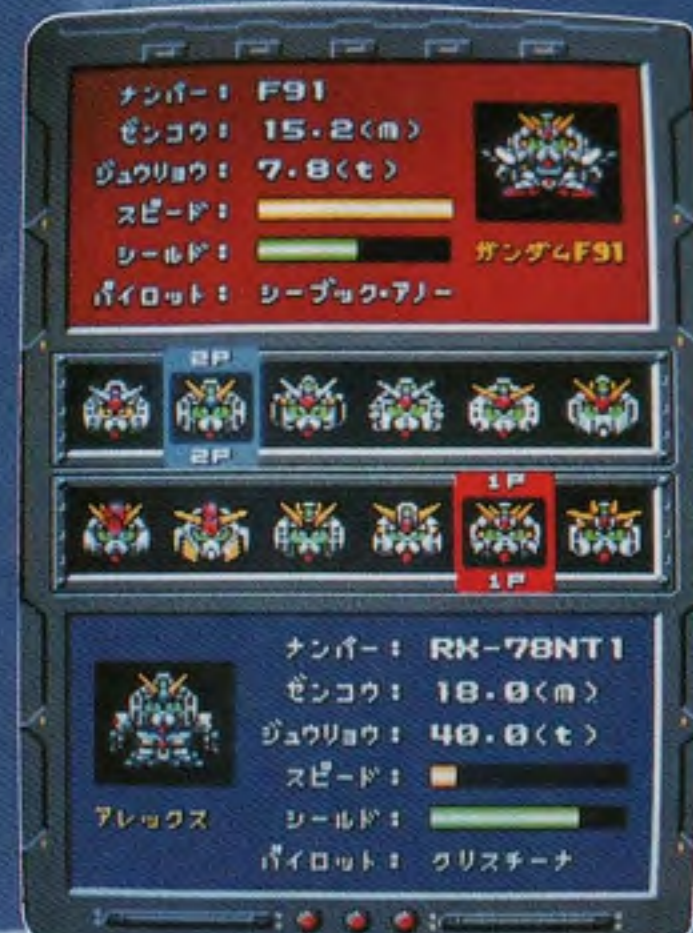 ナンバー： F91
ゼンコウ： 15.2(m)
ジュウリョウ： 7.8(t)
スピード：
シールド：
ガンダムF91
パイロット： シーブック・アノー
2P
2P
1P
1P
ナンバー： RX-78NT1
ゼンコウ： 18.0(m)
ジュウリョウ： 40.0(t)
スピード：
アレックス
シールド：
パイロット： クリスチーナ